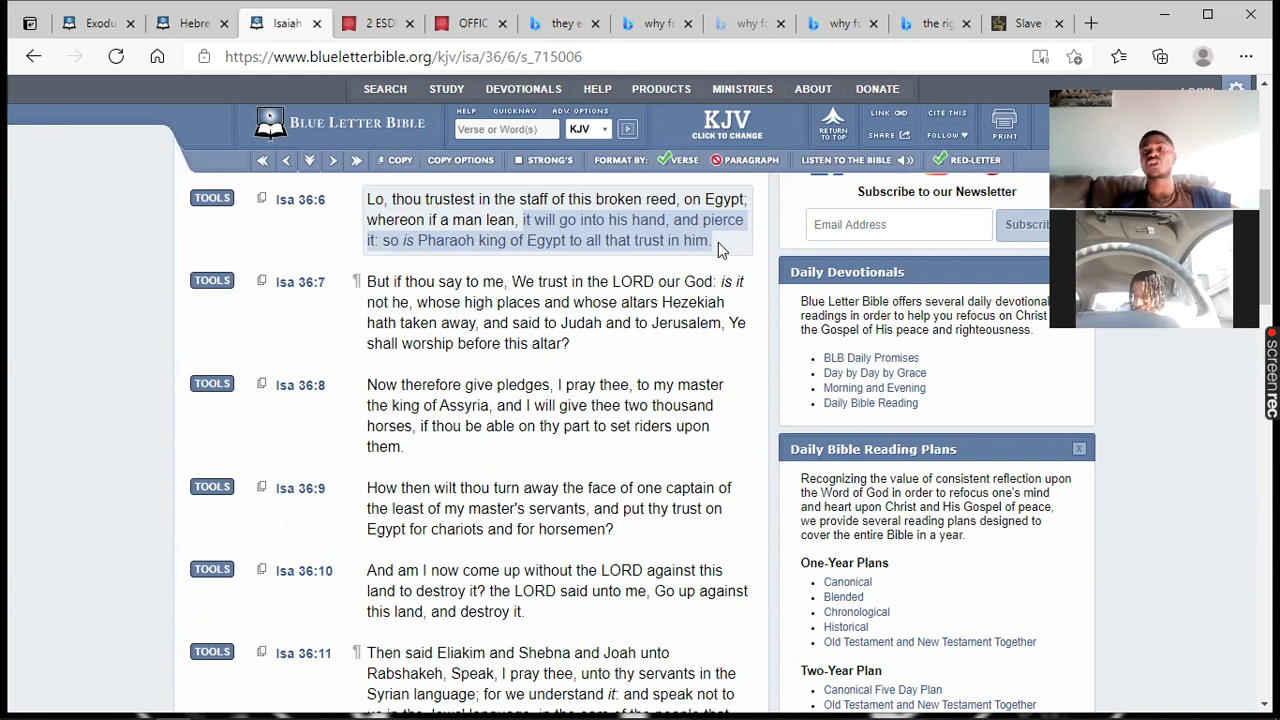 Exodu
Hebre
Isaiah
2 ESD
OFFIC
they e
why fo
why fo
why fo
the rig
Slave
https://www.blueletterbible.org/kjv/isa/36/6/s_715006
SEARCH STUDY DEVOTIONALS HELP PRODUCTS MINISTRIES ABOUT DONATE
BLUE LETTER BIBLE
HELP QUICKNAV ADV. OPTIONS
Verse or Word(s) KJV
KJV
CLICK TO CHANGE
RETURN
TO TOP
LINK CITE THIS
SHARE FOLLOW
PRINT
COPY COPY OPTIONS STRONG'S FORMAT BY: VERSE PARAGRAPH LISTEN TO THE BIBLE RED-LETTER
TOOLS Isa 36:6 Lo, thou trustest in the staff of this broken reed, on Egypt;
whereon if a man lean, it will go into his hand, and pierce
it: so is Pharaoh king of Egypt to all that trust in him.
TOOLS Isa 36:7 ¶ But if thou say to me, We trust in the LORD our God: is it
not he, whose high places and whose altars Hezekiah
hath taken away, and said to Judah and to Jerusalem, Ye
shall worship before this altar?
TOOLS Isa 36:8 Now therefore give pledges, I pray thee, to my master
the king of Assyria, and I will give thee two thousand
horses, if thou be able on thy part to set riders upon
them.
TOOLS Isa 36:9 How then wilt thou turn away the face of one captain of
the least of my master's servants, and put thy trust on
Egypt for chariots and for horsemen?
TOOLS Isa 36:10 And am I now come up without the LORD against this
land to destroy it? the LORD said unto me, Go up against
this land, and destroy it.
TOOLS Isa 36:11 ¶ Then said Eliakim and Shebna and Joah unto
Rabshakeh, Speak, I pray thee, unto thy servants in the
Syrian language; for we understand it: and speak not to
Subscribe to our Newsletter
Email Address Subscrib
Daily Devotionals
Blue Letter Bible offers several daily devotional
readings in order to help you refocus on Christ
the Gospel of His peace and righteousness.
BLB Daily Promises
Day by Day by Grace
Morning and Evening
Daily Bible Reading
Daily Bible Reading Plans x
Recognizing the value of consistent reflection upon
the Word of God in order to refocus one's mind
and heart upon Christ and His Gospel of peace,
we provide several reading plans designed to
cover the entire Bible in a year.
One-Year Plans
Canonical
Blended
Chronological
Historical
Old Testament and New Testament Together
Two-Year Plan
Canonical Five Day Plan
Old Testament and New Testament Together
screenrec